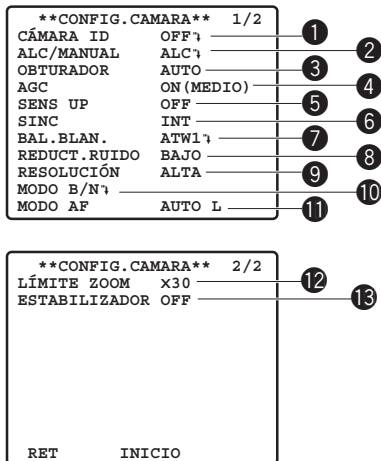 **CONFIG.CAMARA** 1/2
CÁMARA ID OFF↴ 1
ALC/MANUAL ALC↴ 2
OBTURADOR AUTO 3
AGC ON(MEDIO) 4
SENS UP OFF 5
SINC INT 6
BAL.BLAN. ATW1↴ 7
REDUCT.RUIDO BAJO 8
RESOLUCIÓN ALTA 9
MODO B/N↴ 10
MODO AF AUTO L 11
**CONFIG.CAMARA** 2/2
LÍMITE ZOOM X30 12
ESTABILIZADOR OFF 13
RET INICIO